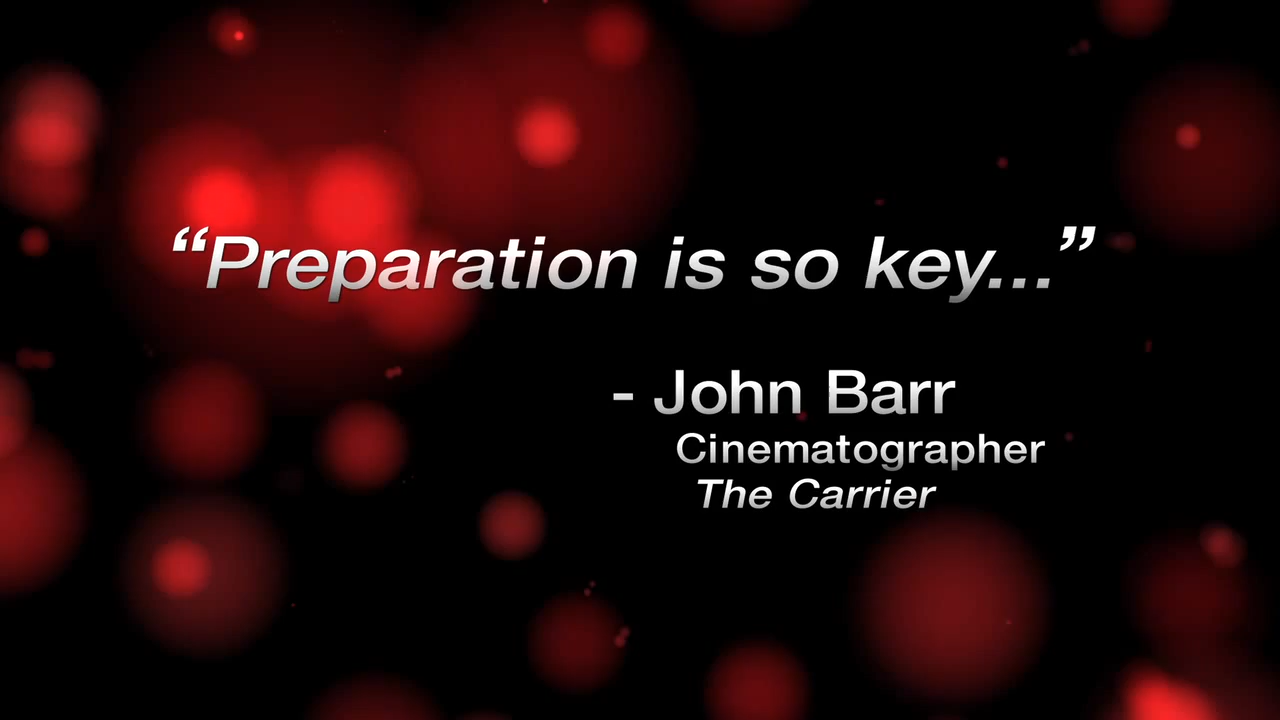 “Preparation is so key...”
- John Barr
Cinematographer
The Carrier